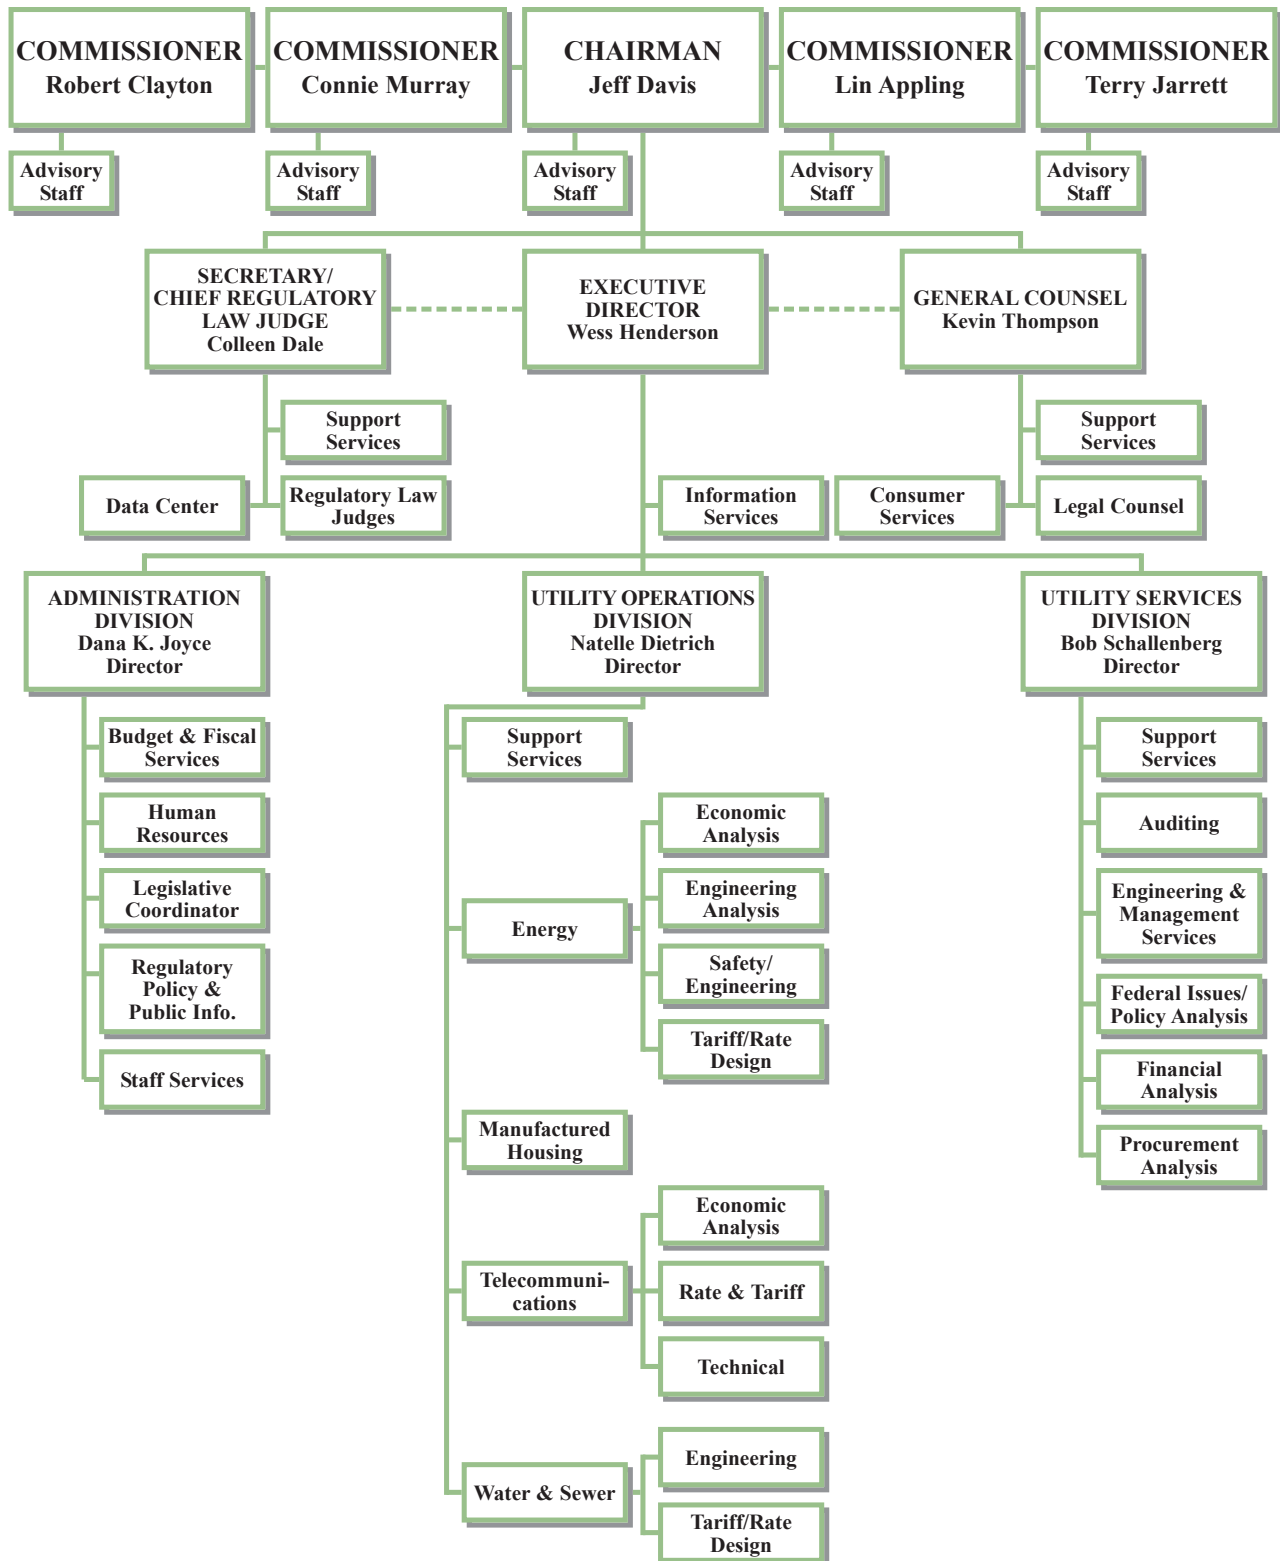 COMMISSIONER
Robert Clayton
COMMISSIONER
Connie Murray
CHAIRMAN
Jeff Davis
COMMISSIONER
Lin Appling
COMMISSIONER
Terry Jarrett
Advisory
Staff
Advisory
Staff
Advisory
Staff
Advisory
Staff
Advisory
Staff
SECRETARY/
CHIEF REGULATORY
LAW JUDGE
Colleen Dale
EXECUTIVE
DIRECTOR
Wess Henderson
GENERAL COUNSEL
Kevin Thompson
Support
Services
Data Center
Regulatory Law
Judges
Information
Services
Support
Services
Consumer
Services
Legal Counsel
ADMINISTRATION
DIVISION
Dana K. Joyce
Director
UTILITY OPERATIONS
DIVISION
Natelle Dietrich
Director
UTILITY SERVICES
DIVISION
Bob Schallenberg
Director
Budget & Fiscal
Services
Human
Resources
Legislative
Coordinator
Regulatory
Policy &
Public Info.
Staff Services
Support
Services
Energy
Economic
Analysis
Engineering
Analysis
Safety/
Engineering
Tariff/Rate
Design
Manufactured
Housing
Telecommuni-
cations
Economic
Analysis
Rate & Tariff
Technical
Water & Sewer
Engineering
Tariff/Rate
Design
Support
Services
Auditing
Engineering &
Management
Services
Federal Issues/
Policy Analysis
Financial
Analysis
Procurement
Analysis